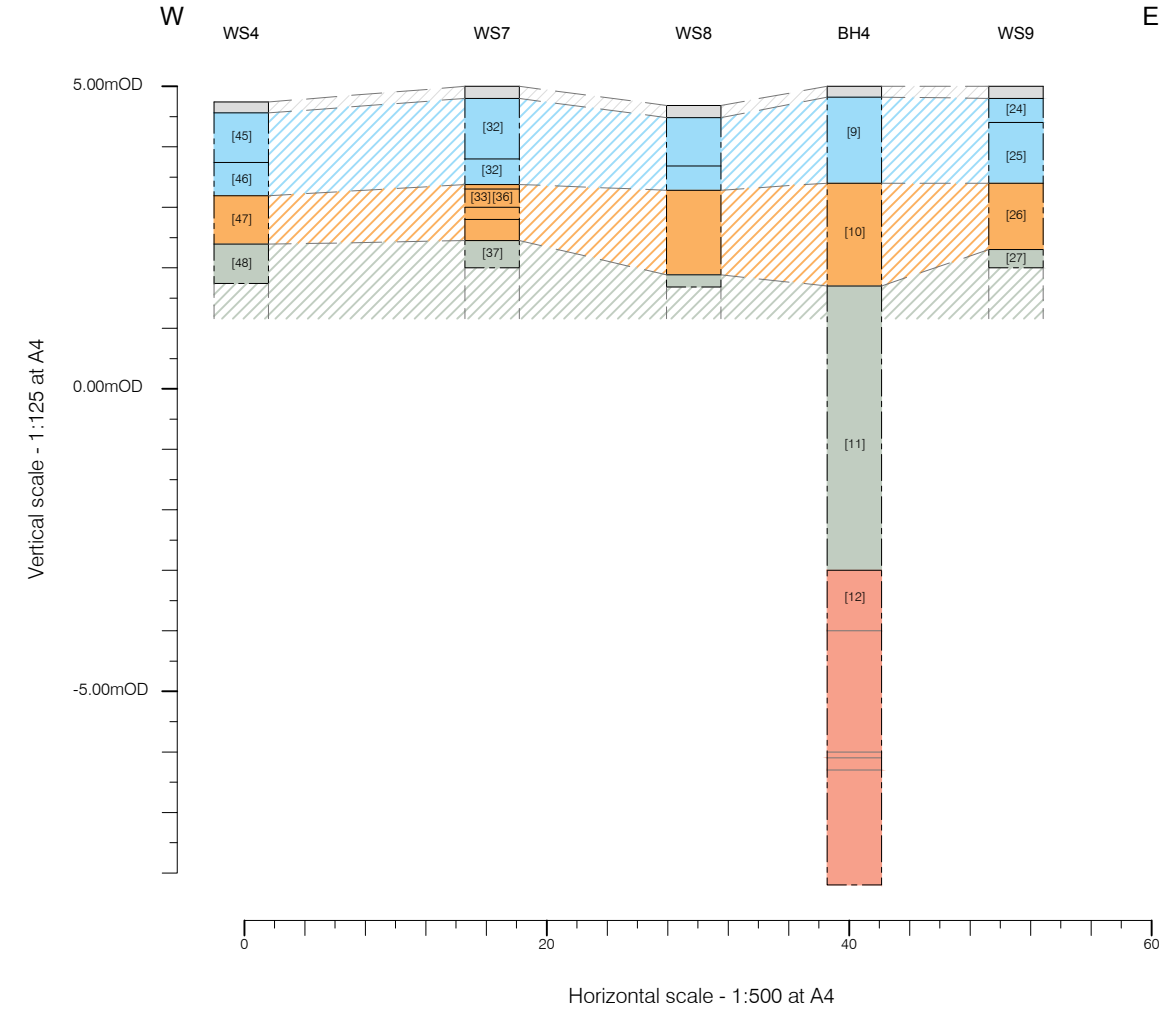 W E
WS4 WS7 WS8 BH4 WS9
5.00mOD
[24]
[32] [9]
[45]
[25]
[32]
[46]
[33][36]
[26]
[47]
[10]
[37] [27]
[48]
0.00mOD
[11]
[12]
-5.00mOD
Vertical scale - 1:125 at A4
0 20 40 60
Horizontal scale - 1:500 at A4